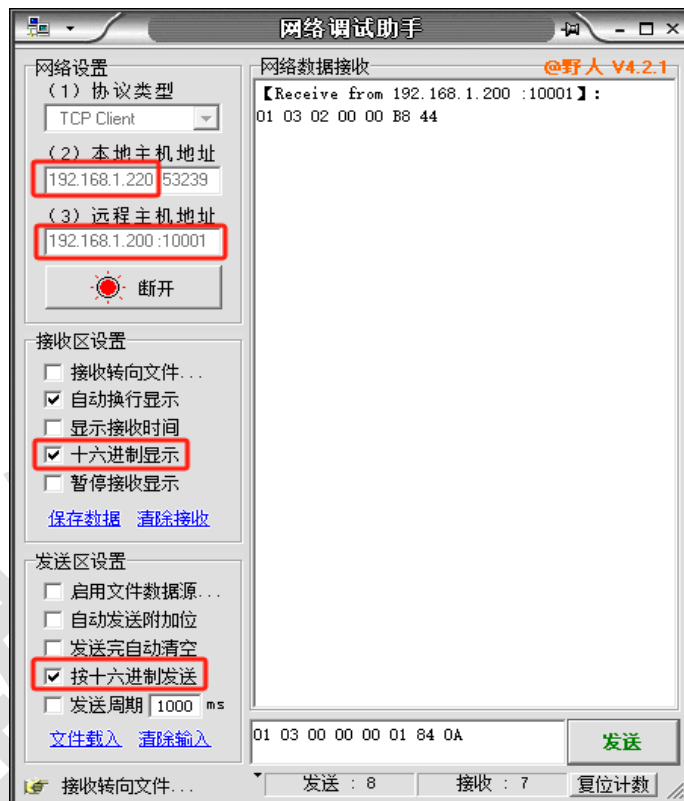 网络调试助手
网络设置
(1) 协议类型
TCP Client
(2) 本地主机地址
192.168.1.220 53239
(3) 远程主机地址
192.168.1.200 :10001
断开
接收区设置
接收转向文件...
自动换行显示
显示接收时间
十六进制显示
暂停接收显示
保存数据 清除接收
发送区设置
启用文件数据源...
自动发送附加位
发送完自动清空
按十六进制发送
发送周期 1000 ms
文件载入 清除输入
网络数据接收 @野人 V4.2.1
【Receive from 192.168.1.200 :10001】:
01 03 02 00 00 B8 44
01 03 00 00 00 01 84 0A
发送
接收转向文件... 发送 : 8 接收 : 7 复位计数